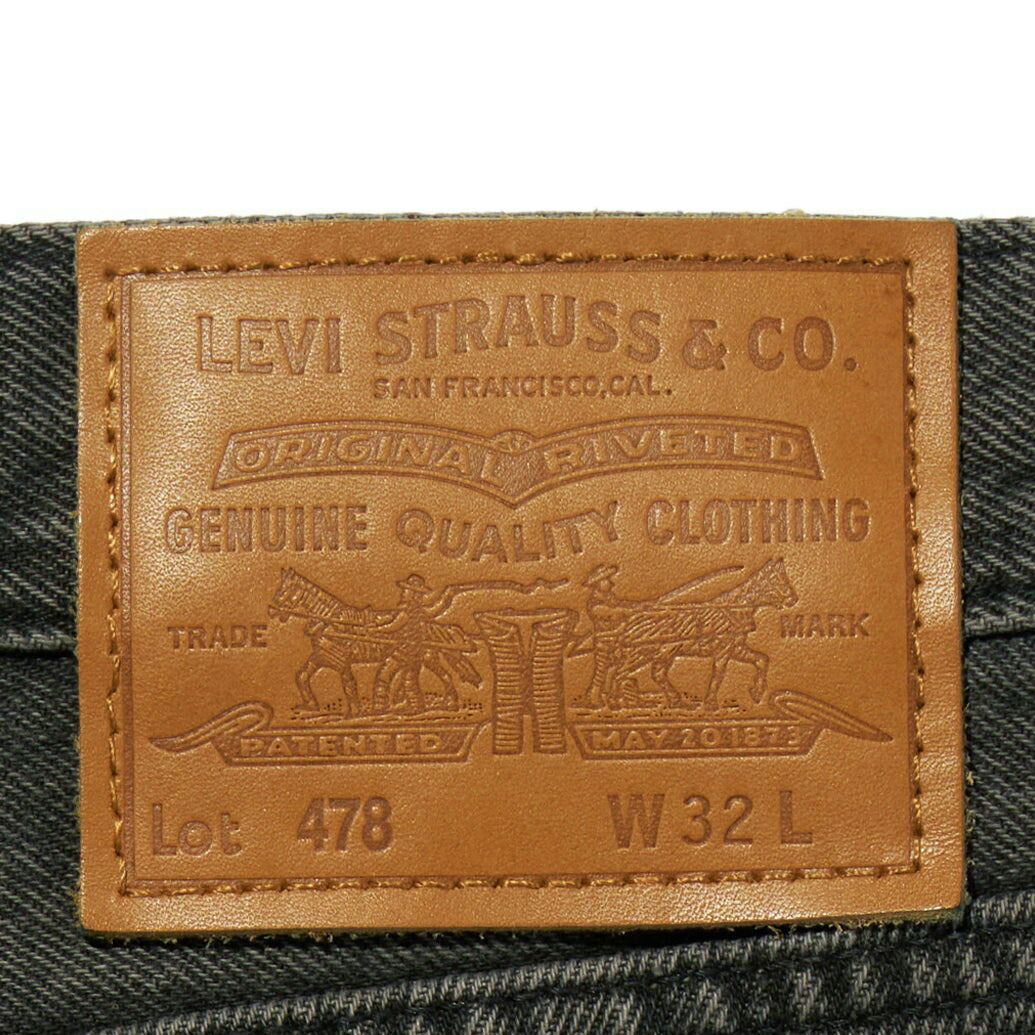 LEVI STRAUSS & CO.
SAN FRANCISCO, CAL.
ORIGINAL RIVETED
GENUINE QUALITY CLOTHING
TRADE MARK
PATENTED MAY 20 1873
Lot 478 W 32 L